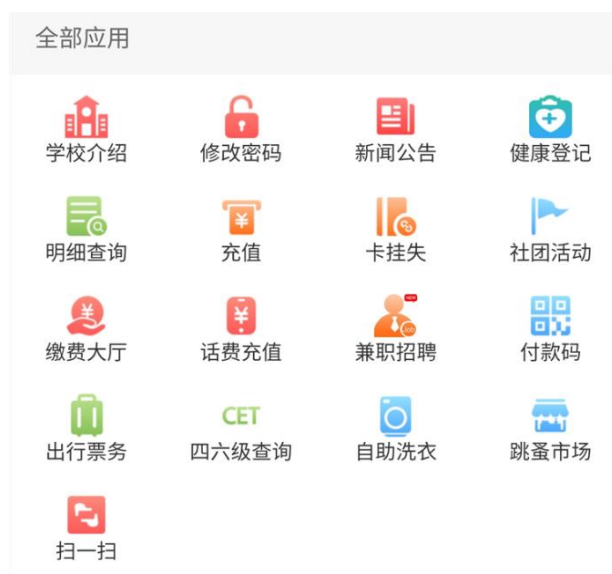 全部应用
学校介绍 修改密码 新闻公告 健康登记
明细查询 充值 卡挂失 社团活动
NEW
缴费大厅 话费充值 兼职招聘 付款码
CET
出行票务 四六级查询 自助洗衣 跳蚤市场
扫一扫